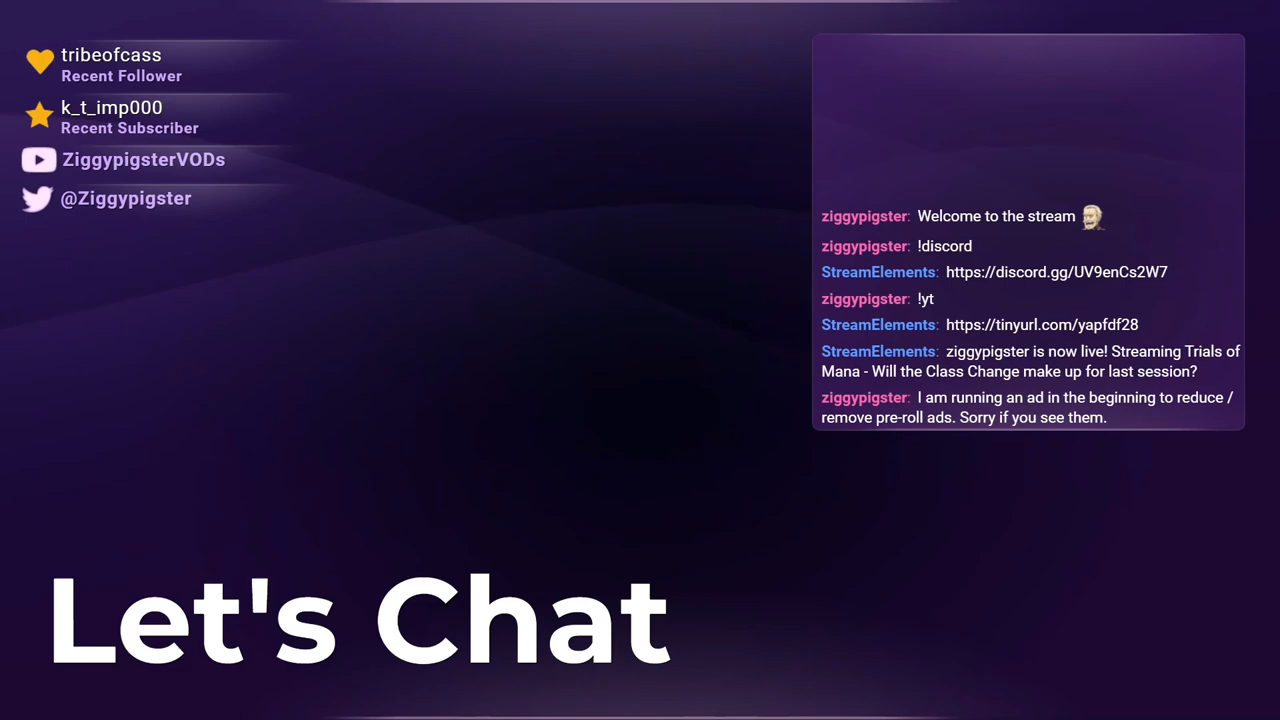 tribeofcass
Recent Follower
k_t_imp000
Recent Subscriber
ZiggypigsterVODs
@Ziggypigster
ziggypigster: Welcome to the stream
ziggypigster: !discord
StreamElements: https://discord.gg/UV9enCs2W7
ziggypigster: !yt
StreamElements: https://tinyurl.com/yapfdf28
StreamElements: ziggypigster is now live! Streaming Trials of
Mana - Will the Class Change make up for last session?
ziggypigster: I am running an ad in the beginning to reduce /
remove pre-roll ads. Sorry if you see them.
Let's Chat